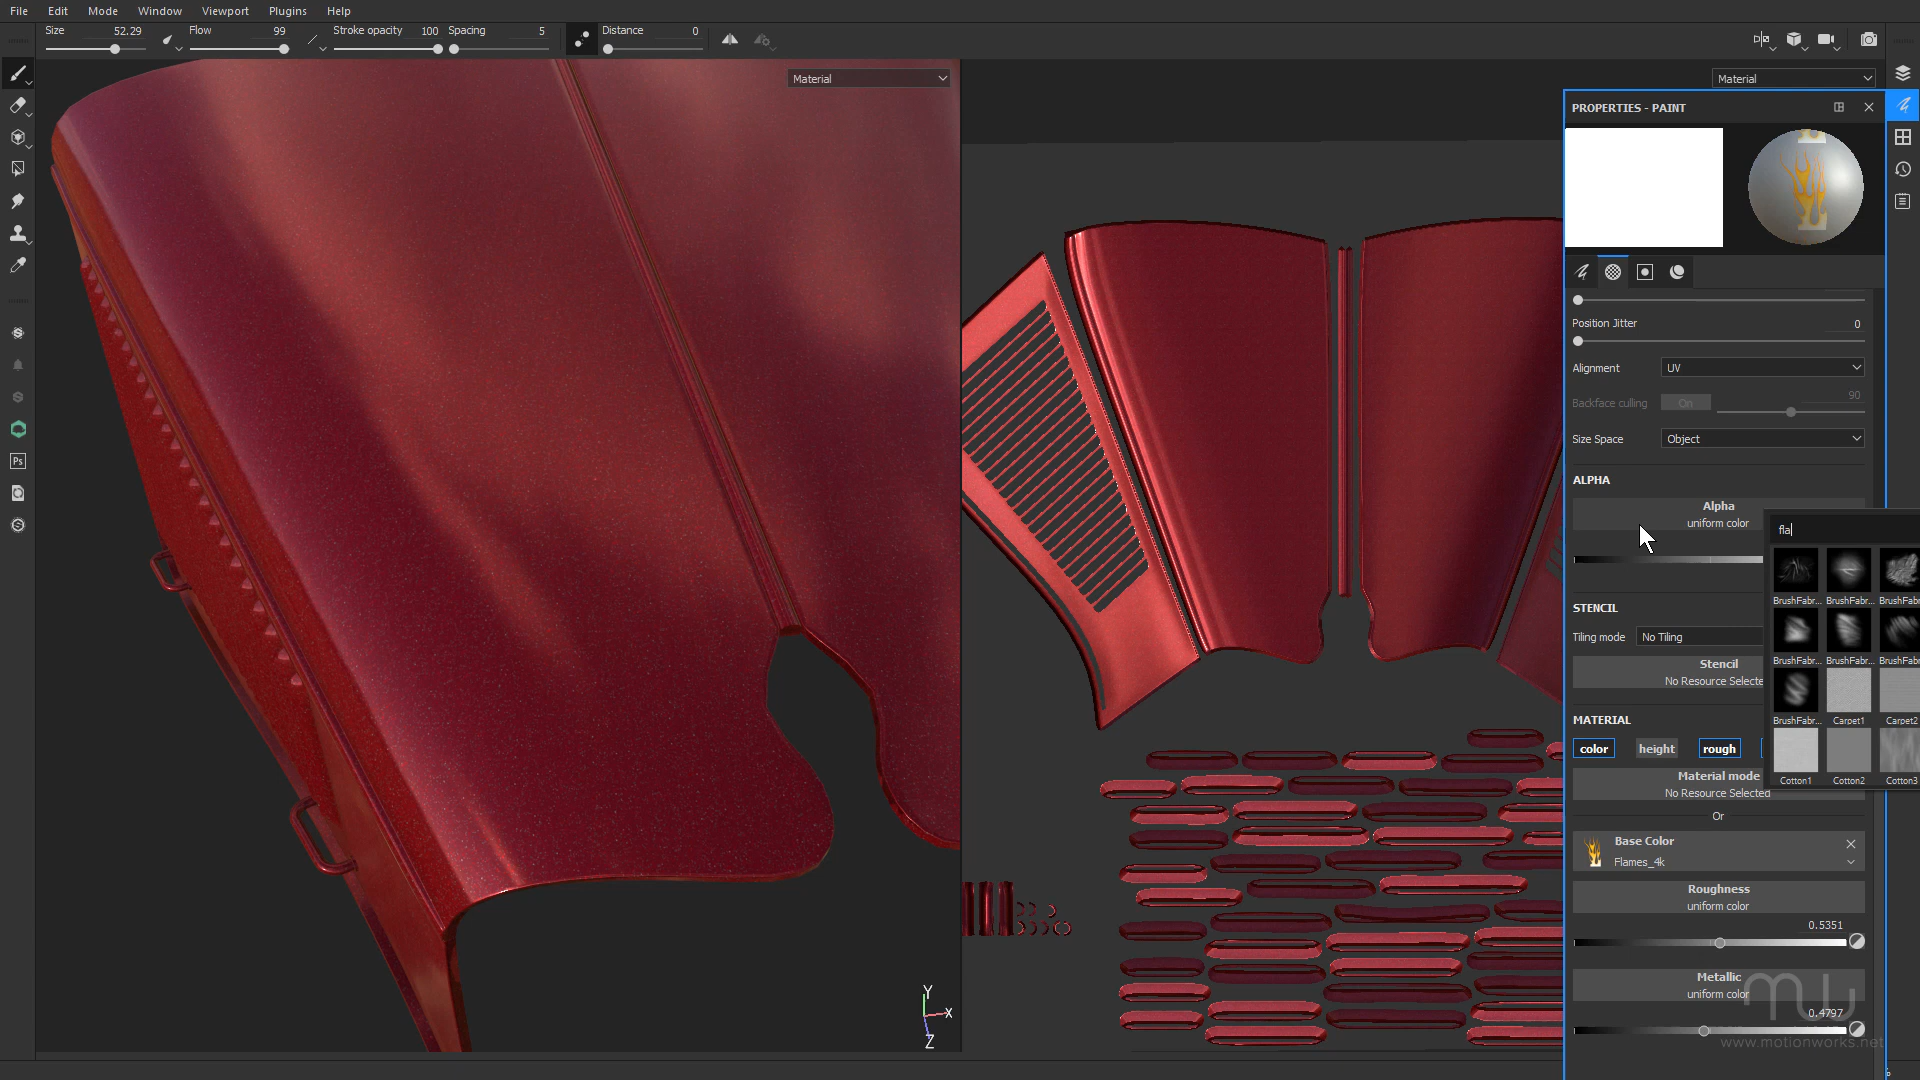 File Edit Mode Window Viewport Plugins Help
Size 52.29 Flow 99 Stroke opacity 100 Spacing 5 Distance 0
Material
Material
PROPERTIES - PAINT
Position Jitter 0
Alignment UV
Backface culling On 90
Size Space Object
ALPHA
Alpha
uniform color
fla
BrushFabr... BrushFabr... BrushFabr
STENCIL
Tiling mode No Tiling
BrushFabr... BrushFabr... BrushFabr
Stencil
No Resource Selecte
BrushFabr... Carpet1 Carpet2
MATERIAL
color height rough
Material mode
No Resource Selected
Cotton1 Cotton2 Cotton3
Or
Base Color
Flames_4k
Roughness
uniform color
0.5351
Metallic
uniform color
0.4797
www.motionworks.net
Y
X
Z
Ps